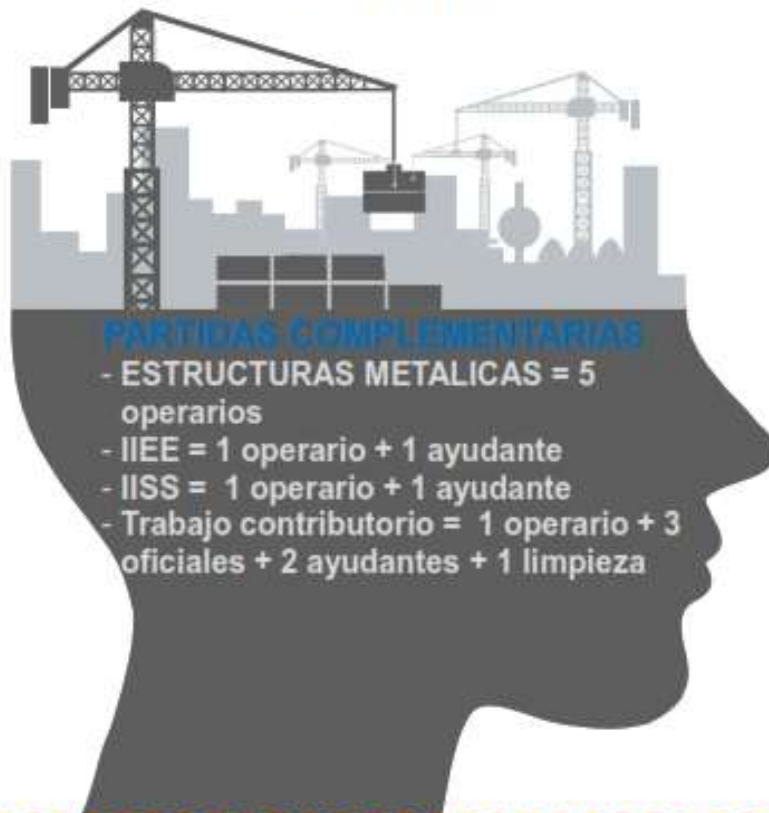 PARTIDAS COMPLEMENTARIAS
- ESTRUCTURAS METALICAS = 5
operarios
- IIEE = 1 operario + 1 ayudante
- IISS = 1 operario + 1 ayudante
- Trabajo contributorio = 1 operario + 3
oficiales + 2 ayudantes + 1 limpieza